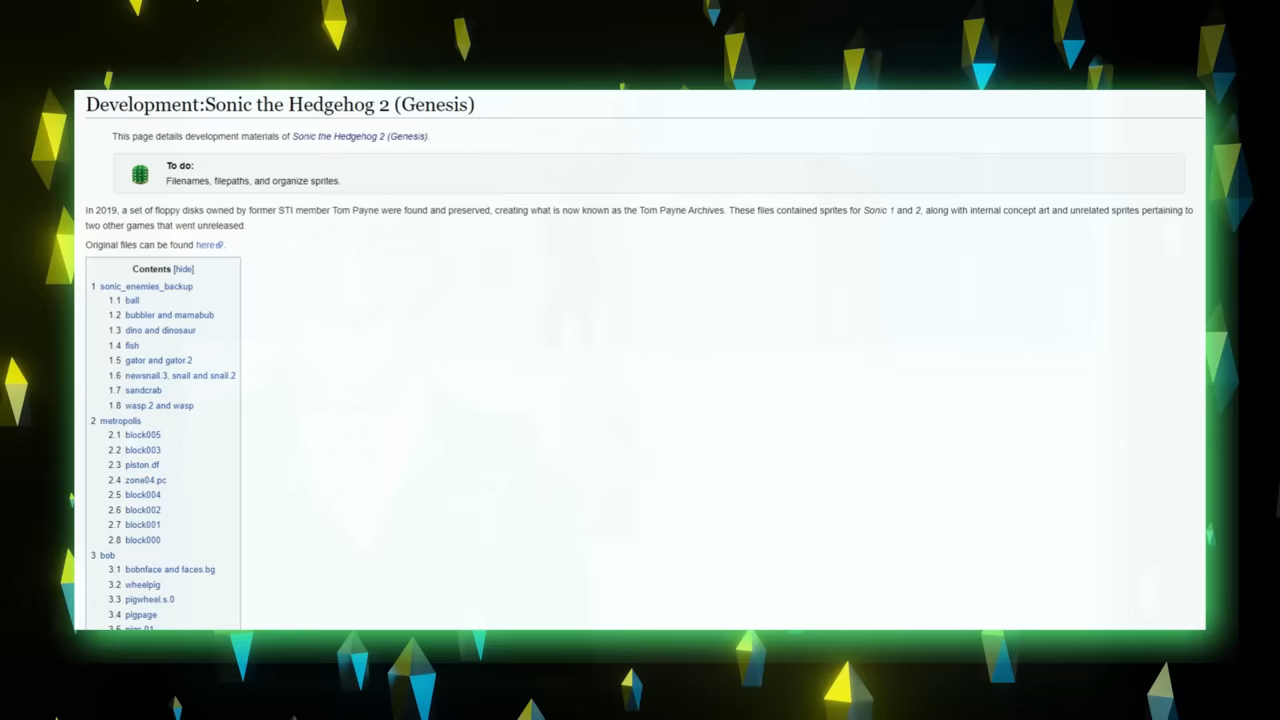 Development:Sonic the Hedgehog 2 (Genesis)
This page details development materials of Sonic the Hedgehog 2 (Genesis).
To do:
Filenames, filepaths, and organize sprites.
In 2019, a set of floppy disks owned by former STI member Tom Payne were found and preserved, creating what is now known as the Tom Payne Archives. These files contained sprites for Sonic 1 and 2, along with internal concept art and unrelated sprites pertaining to
two other games that went unreleased.
Original files can be found here.
Contents [hide]
1 sonic_enemies_backup
1.1 ball
1.2 bubbler and mamabub
1.3 dino and dinosaur
1.4 fish
1.5 gator and gator.2
1.6 newsnail.3, snail and snail.2
1.7 sandcrab
1.8 wasp.2 and wasp
2 metropolis
2.1 block005
2.2 block003
2.3 piston.df
2.4 zone04.pc
2.5 block004
2.6 block002
2.7 block001
2.8 block000
3 bob
3.1 bobnface and faces.bg
3.2 wheelpig
3.3 pigwheel.s.0
3.4 pigpage